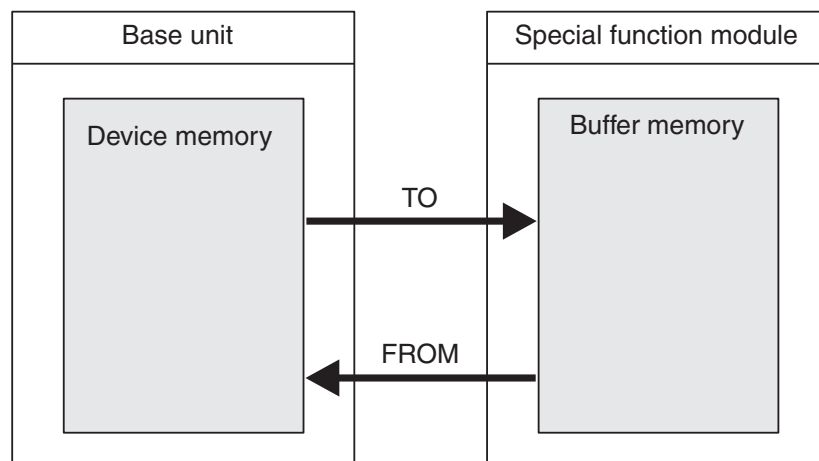 Base unit
Special function module
Device memory
Buffer memory
TO
FROM